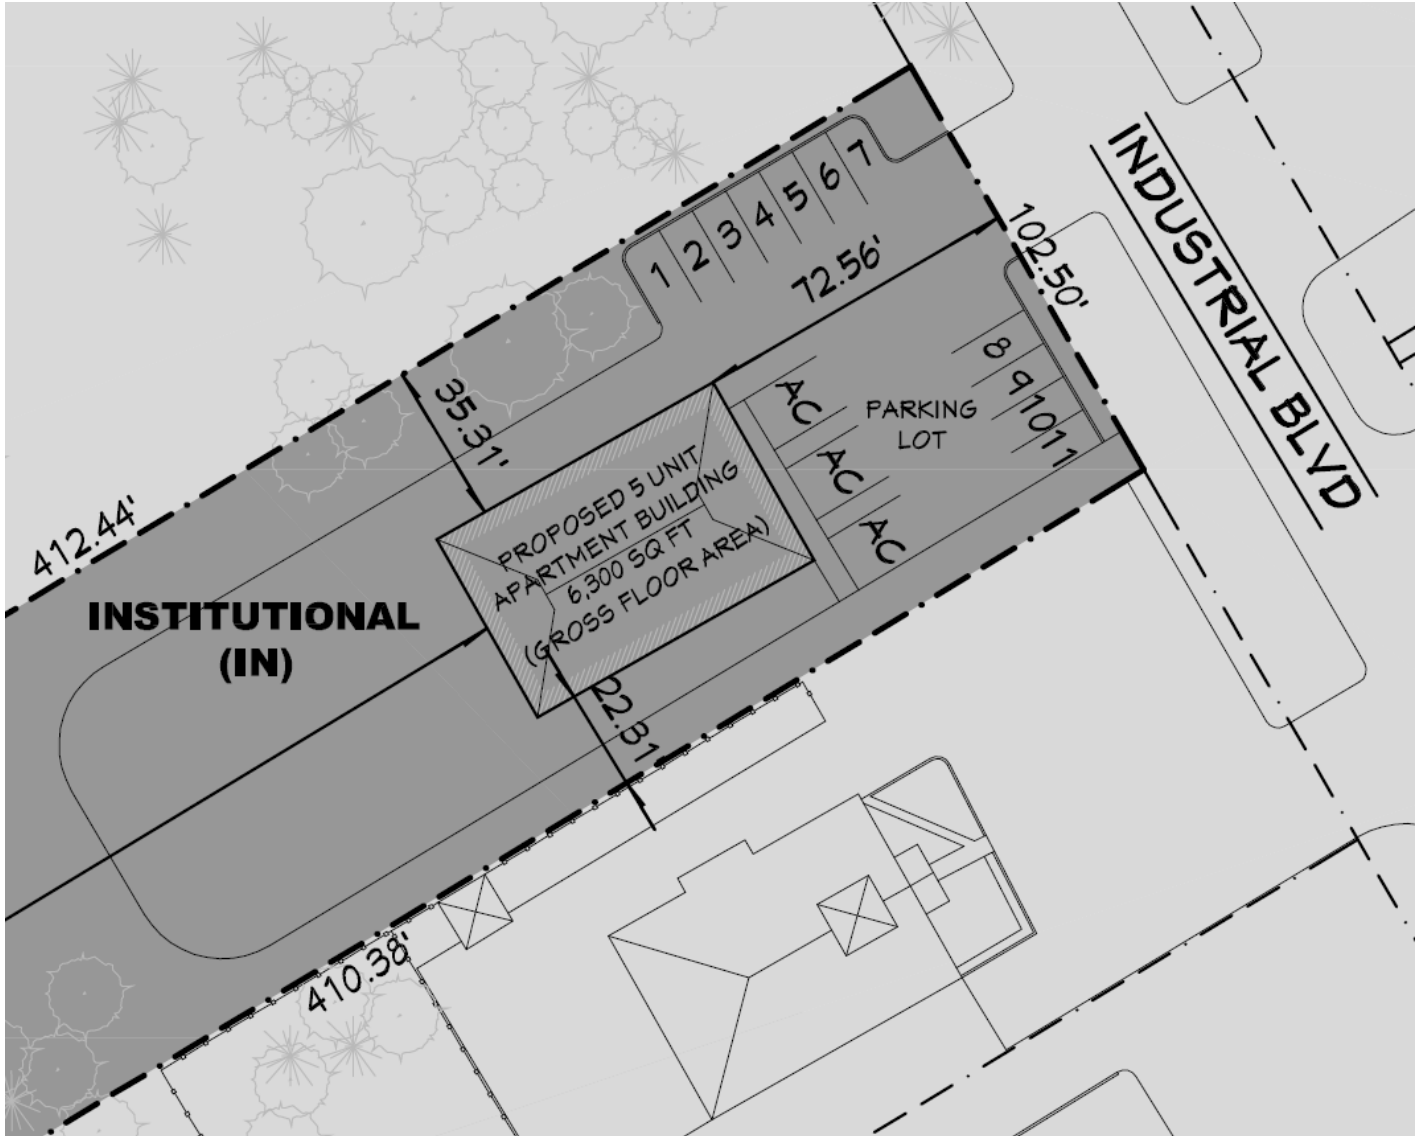 INDUSTRIAL BLVD
1
2
3
4
5
6
7
72.56'
102.50'
35.31'
8
9
10
11
AC
AC
AC
PARKING
LOT
PROPOSED 5 UNIT
APARTMENT BUILDING
6,300 SQ FT
(GROSS FLOOR AREA)
412.44'
INSTITUTIONAL
(IN)
22.31
410.38'